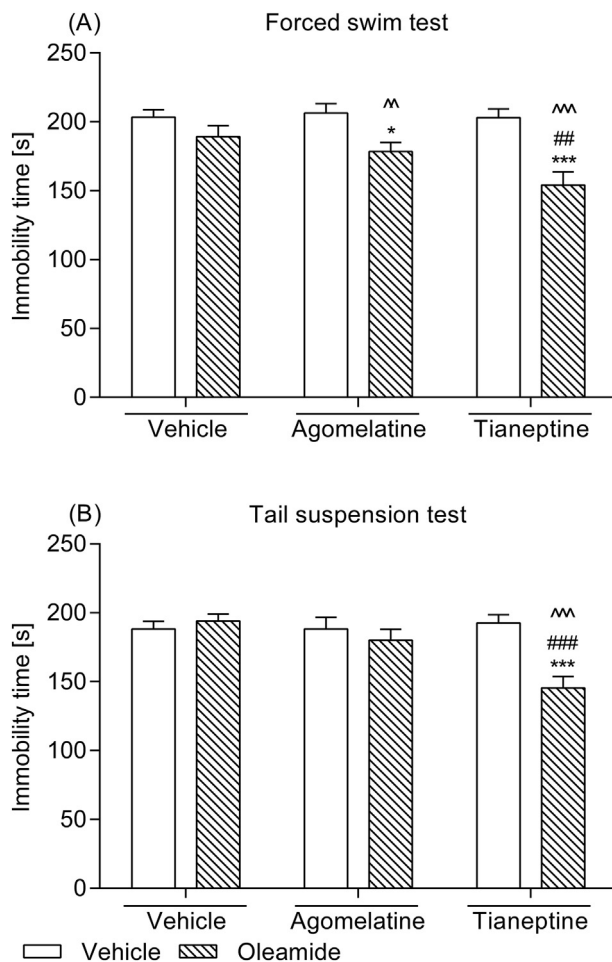 (A) Forced swim test
250
200
150
100
50
0
Immobility time [s]
^^
*
^^^
##
***
Vehicle Agomelatine Tianeptine
(B) Tail suspension test
250
200
150
100
50
0
Immobility time [s]
^^^
###
***
Vehicle Agomelatine Tianeptine
Vehicle Oleamide